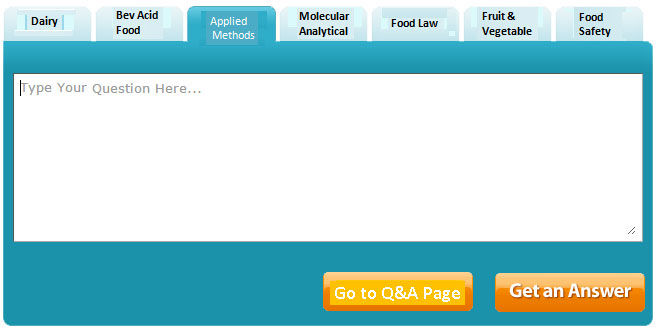 Dairy
Bev Acid
Food
Applied
Methods
Molecular
Analytical
Food Law
Fruit &
Vegetable
Food
Safety
Type Your Question Here...
Go to Q&A Page
Get an Answer